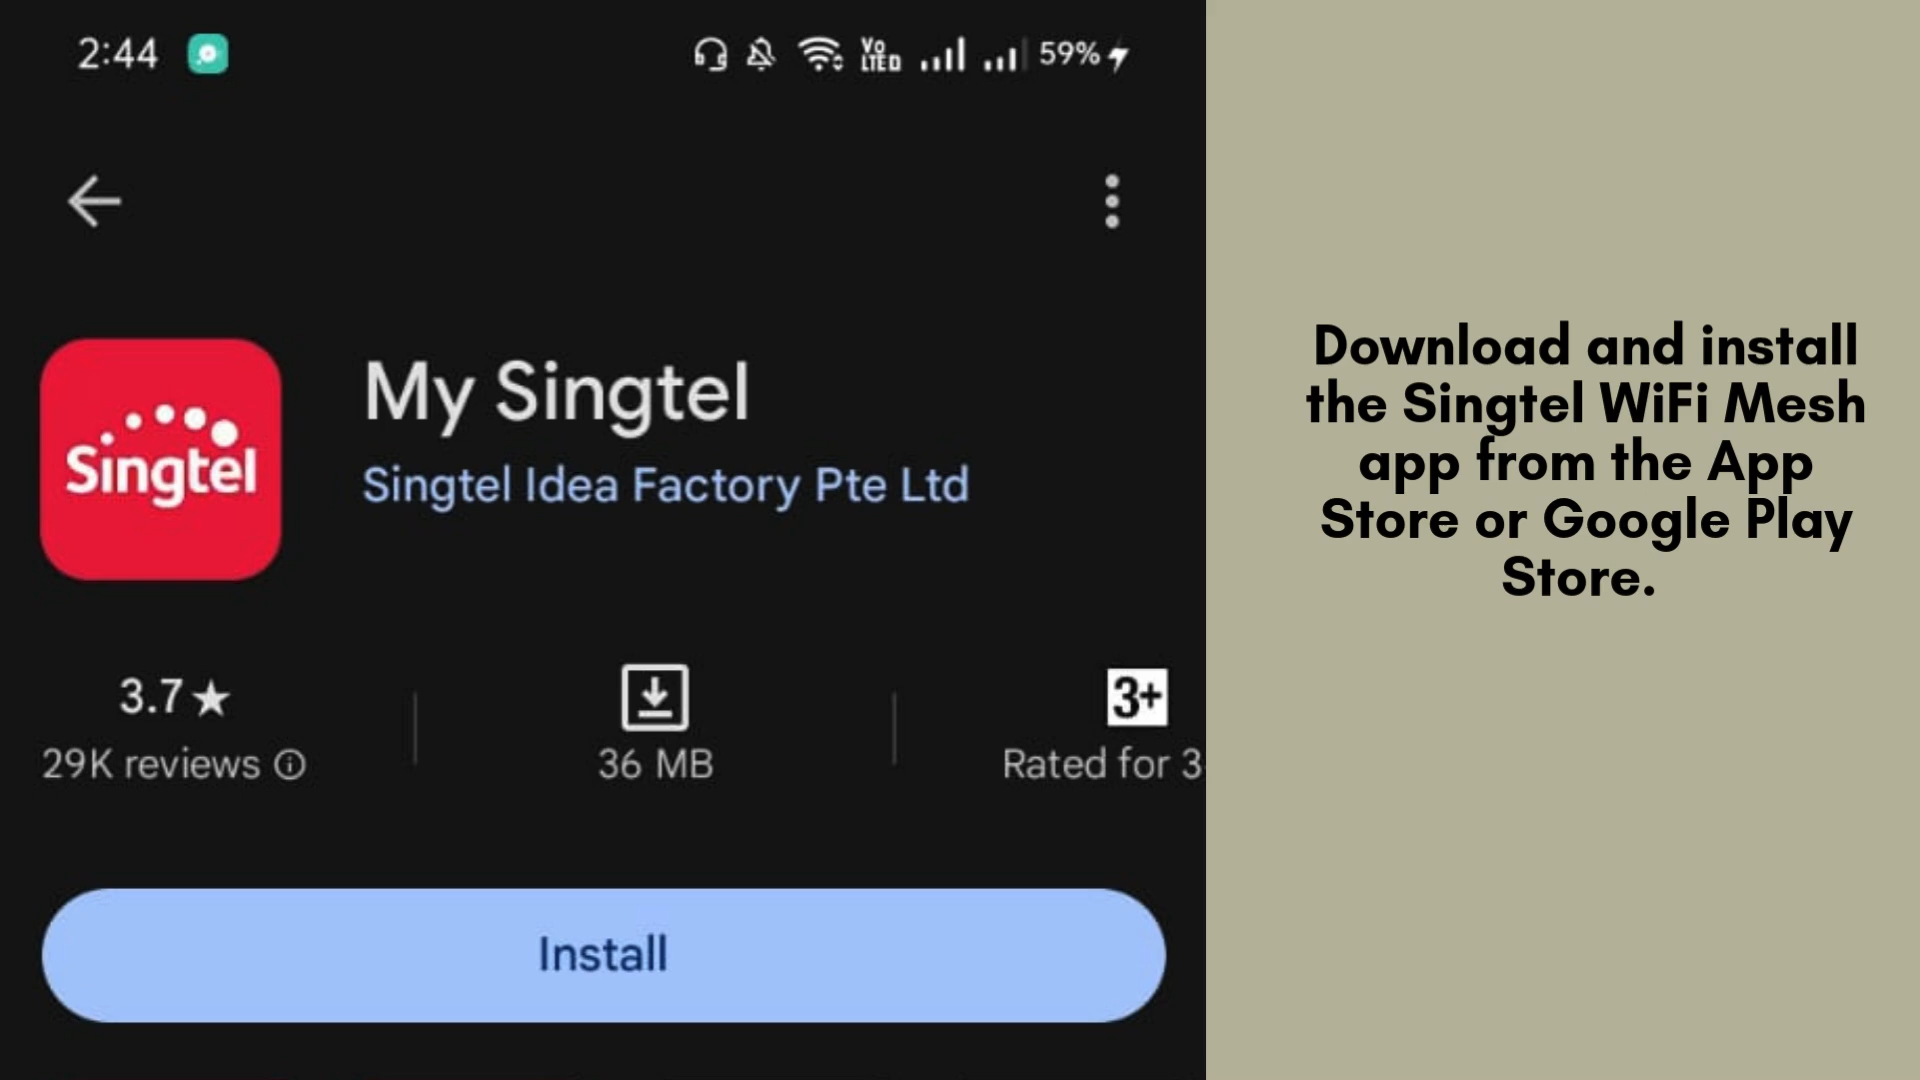 2:44
Vo
LTE
59%
Singtel
My Singtel
Singtel Idea Factory Pte Ltd
3.7★
29K reviews
36 MB
3+
Rated for 3
Install
Download and install
the Singtel WiFi Mesh
app from the App
Store or Google Play
Store.